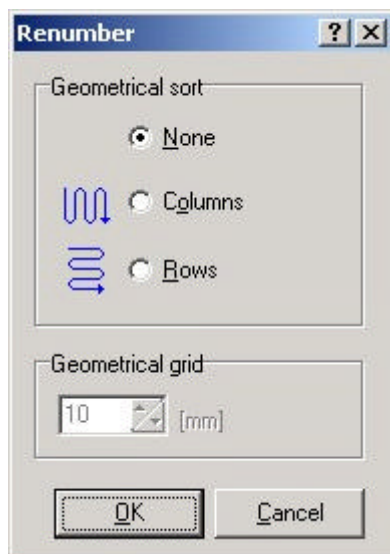 Renumber
Geometrical sort
None
Columns
Rows
Geometrical grid
10 [mm]
OK Cancel